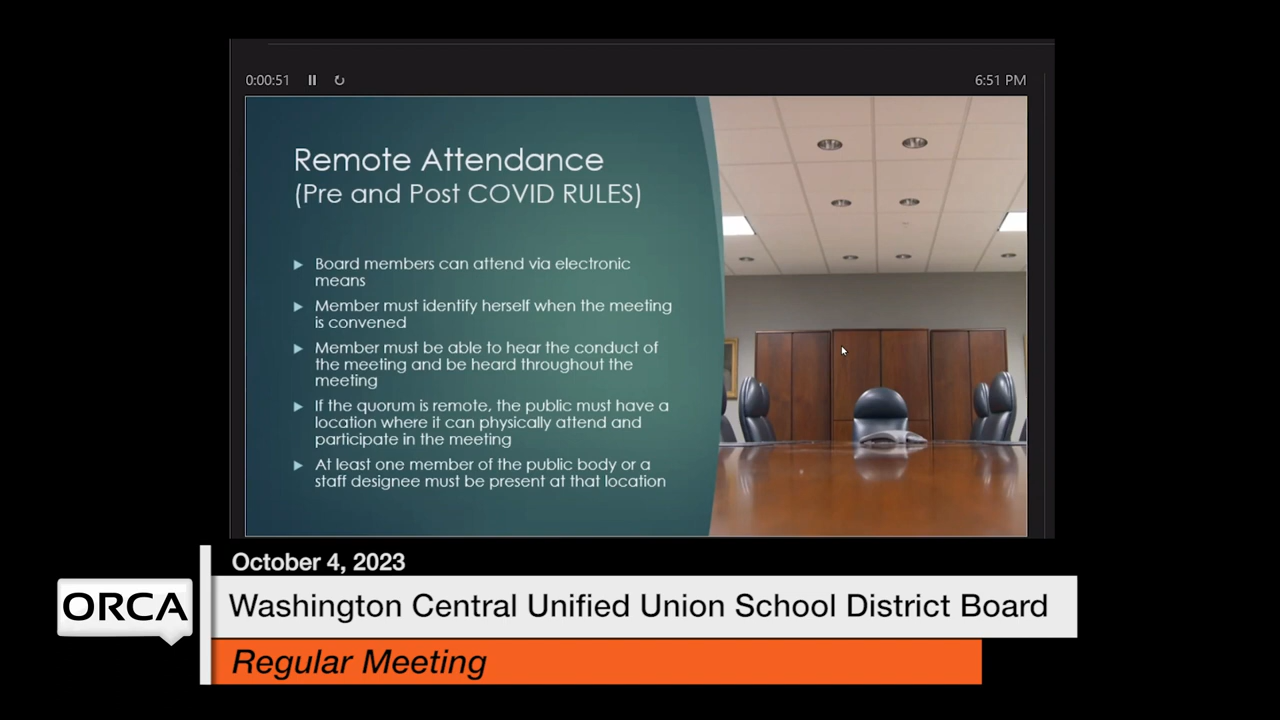 0:00:51
6:51 PM
Remote Attendance
(Pre and Post COVID RULES)
Board members can attend via electronic
means
Member must identify herself when the meeting
is convened
Member must be able to hear the conduct of
the meeting and be heard throughout the
meeting
If the quorum is remote, the public must have a
location where it can physically attend and
participate in the meeting
At least one member of the public body or a
staff designee must be present at that location
October 4, 2023
ORCA
Washington Central Unified Union School District Board
Regular Meeting